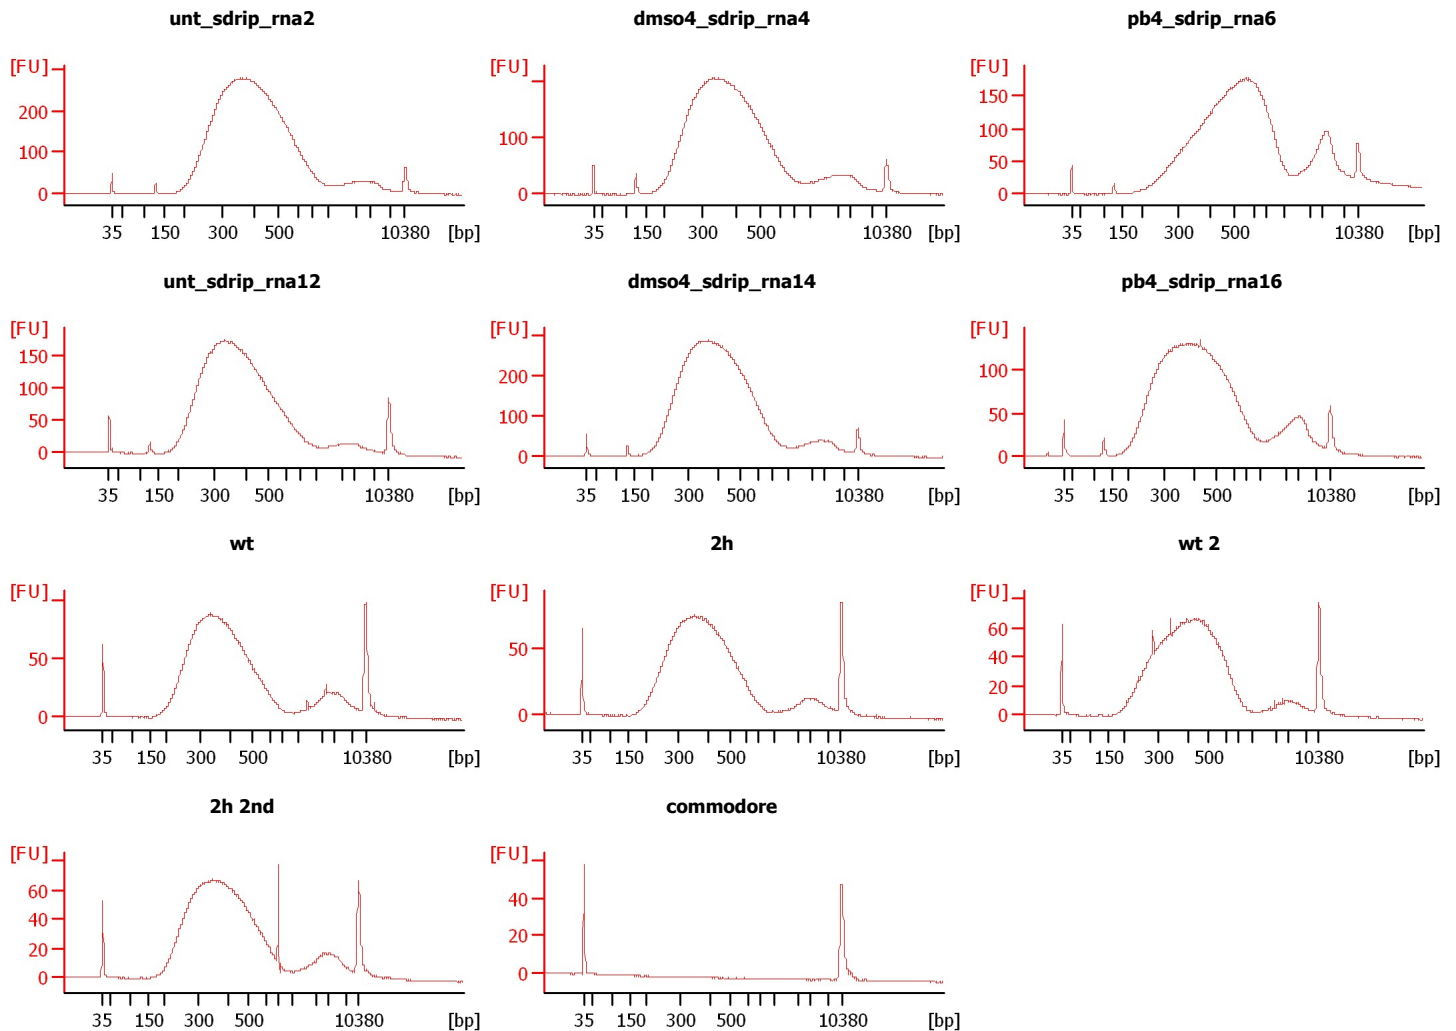 unt_sdrip_rna2 dmso4_sdrip_rna4 pb4_sdrip_rna6
[FU] [FU] [FU]
200 100 0
35 150 300 500 10380 [bp]
100 0
35 150 300 500 10380 [bp]
150 100 50 0
35 150 300 500 10380 [bp]
unt_sdrip_rna12 dmso4_sdrip_rna14 pb4_sdrip_rna16
[FU] [FU] [FU]
150 100 50 0
35 150 300 500 10380 [bp]
200 100 0
35 150 300 500 10380 [bp]
100 50 0
35 150 300 500 10380 [bp]
wt 2h wt 2
[FU] [FU] [FU]
50 0
35 150 300 500 10380 [bp]
50 0
35 150 300 500 10380 [bp]
60 40 20 0
35 150 300 500 10380 [bp]
2h 2nd commodore
[FU] [FU]
60 40 20 0
35 150 300 500 10380 [bp]
40 20 0
35 150 300 500 10380 [bp]